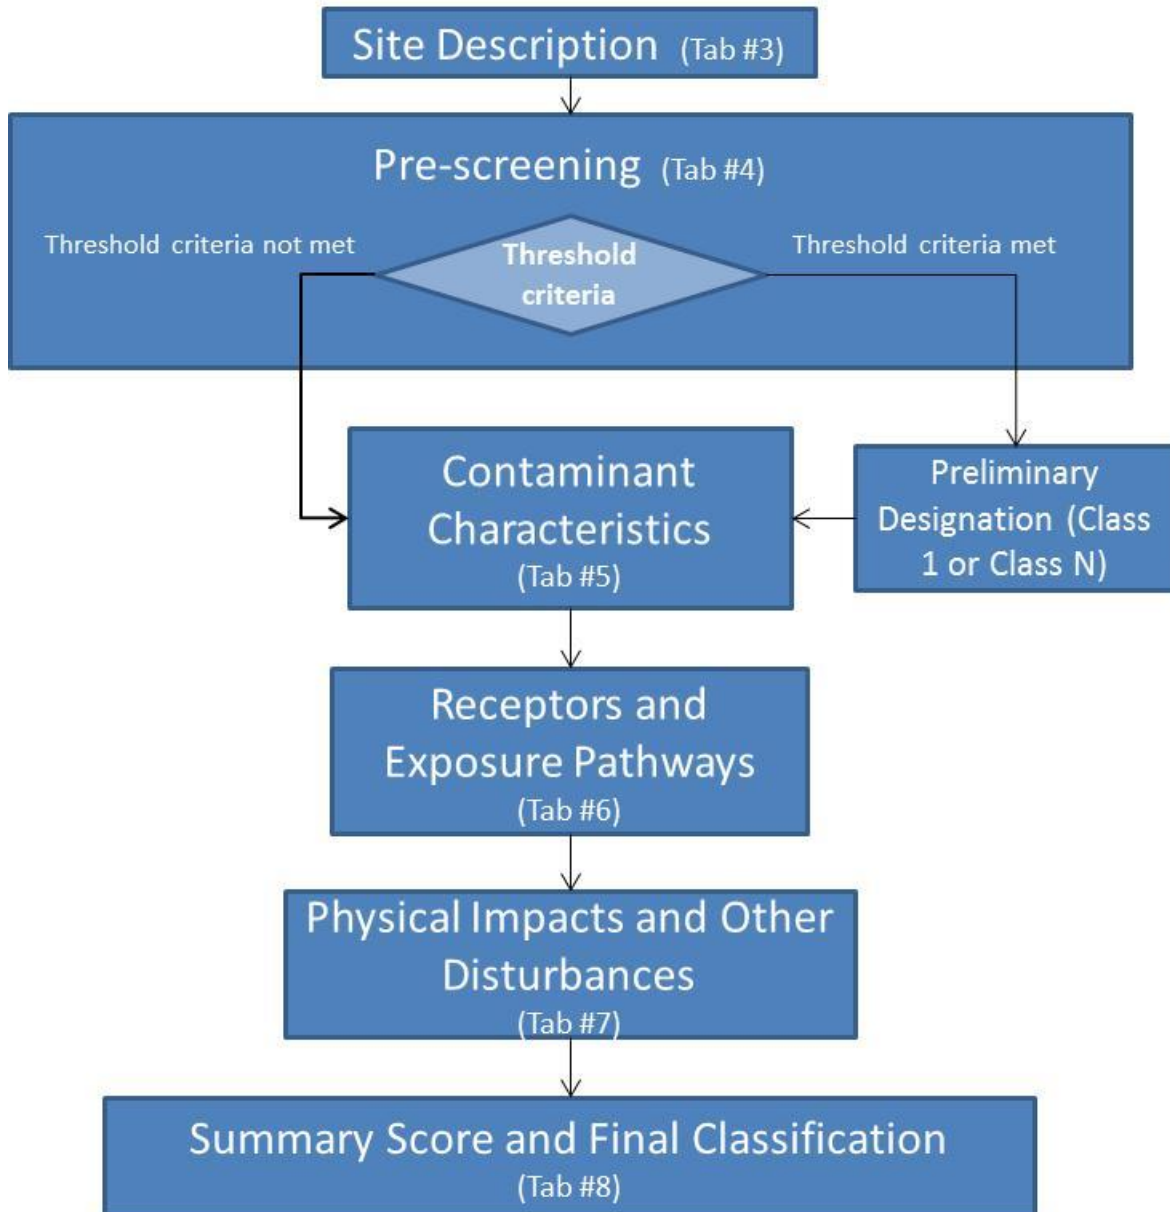 Site Description (Tab #3)
Pre-screening (Tab #4)
Threshold criteria not met
Threshold
criteria
Threshold criteria met
Contaminant
Characteristics
(Tab #5)
Preliminary
Designation (Class
1 or Class N)
Receptors and
Exposure Pathways
(Tab #6)
Physical Impacts and Other
Disturbances
(Tab #7)
Summary Score and Final Classification
(Tab #8)